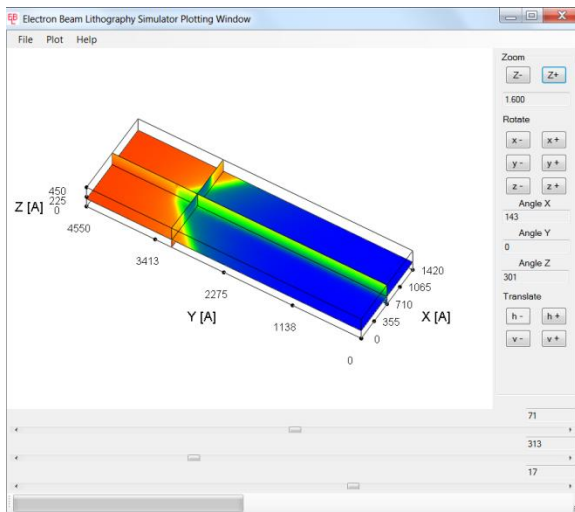 EBL Electron Beam Lithography Simulator Plotting Window
File Plot Help
Zoom
Z- Z+
1.600
Rotate
x - x +
y - y +
z - z +
Angle X
143
Angle Y
0
Angle Z
301
Translate
h - h +
v - v +
Z [A]
450
225
0
4550
3413
2275
1138
0
Y [A]
1420
1065
710
355
0
X [A]
71
313
17